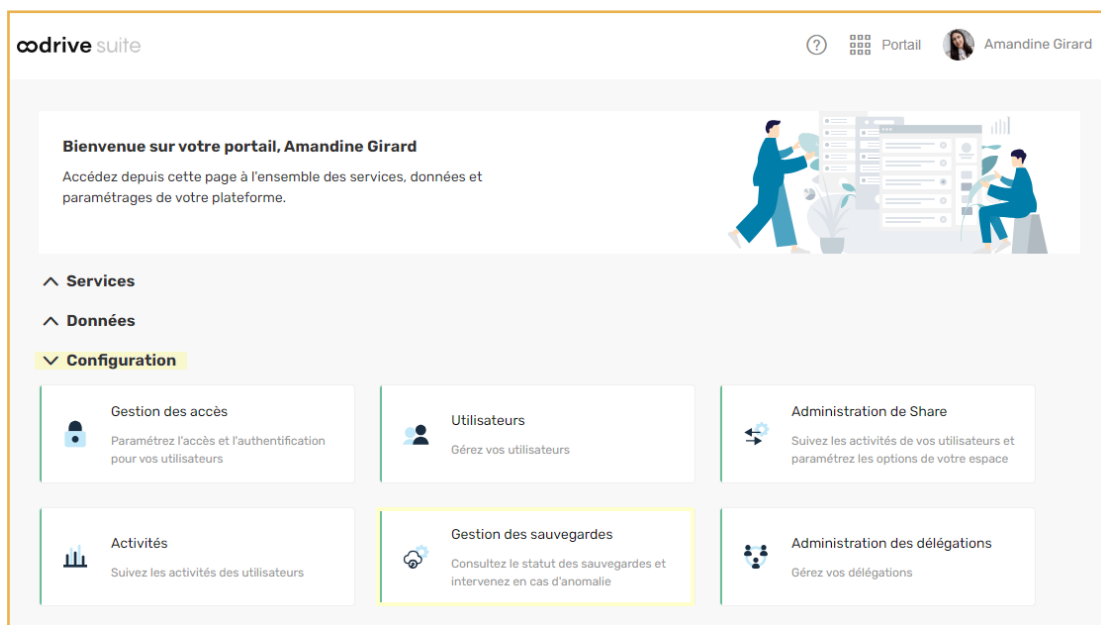 oodrive suite
? Portail Amandine Girard
Bienvenue sur votre portail, Amandine Girard
Accédez depuis cette page à l'ensemble des services, données et
paramétrages de votre plateforme.
Services
Données
Configuration
Gestion des accès
Paramétrez l'accès et l'authentification
pour vos utilisateurs
Utilisateurs
Gérez vos utilisateurs
Administration de Share
Suivez les activités de vos utilisateurs et
paramétrez les options de votre espace
Activités
Suivez les activités des utilisateurs
Gestion des sauvegardes
Consultez le statut des sauvegardes et
intervenez en cas d'anomalie
Administration des délégations
Gérez vos délégations